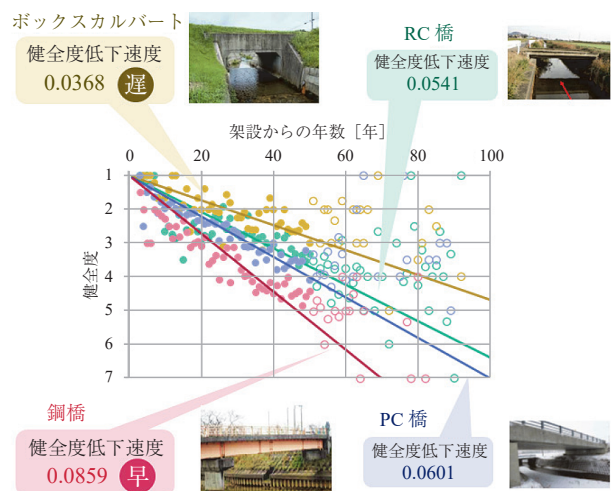 ボックスカルバート
健全度低下速度
0.0368 遅
RC 橋
健全度低下速度
0.0541
架設からの年数［年］
0 20 40 60 80 100
健全度
1
2
3
4
5
6
7
鋼橋
健全度低下速度
0.0859 早
PC 橋
健全度低下速度
0.0601